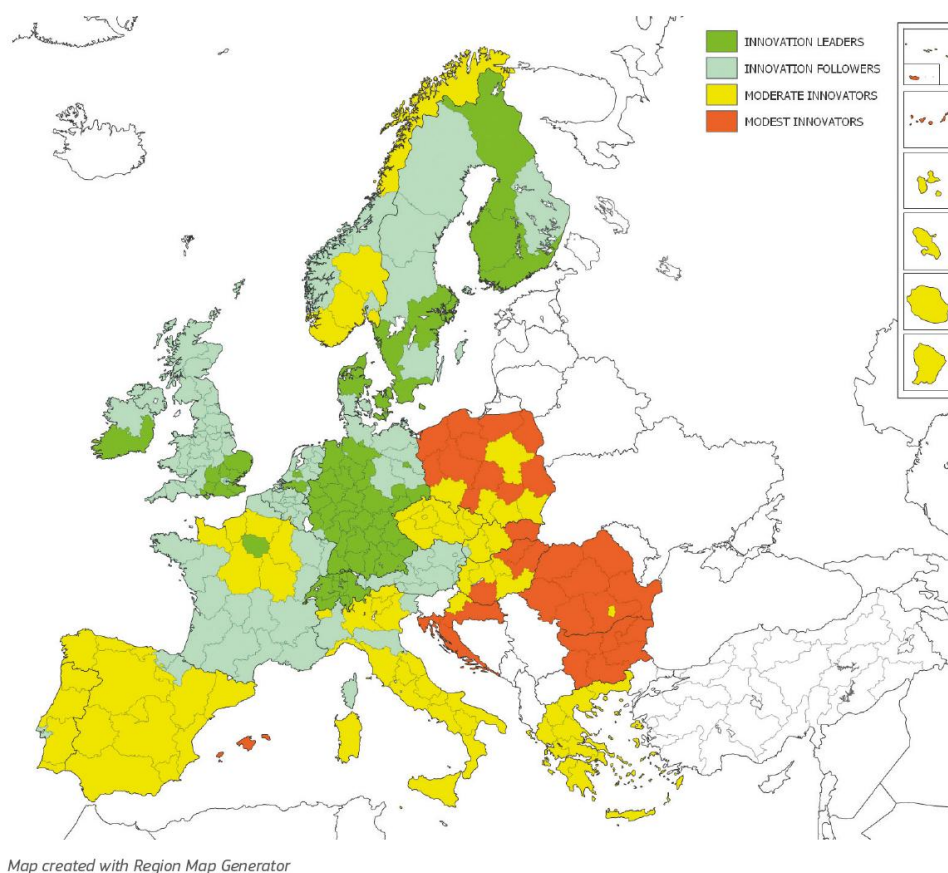 INNOVATION LEADERS
INNOVATION FOLLOWERS
MODERATE INNOVATORS
MODEST INNOVATORS
Map created with Region Map Generator